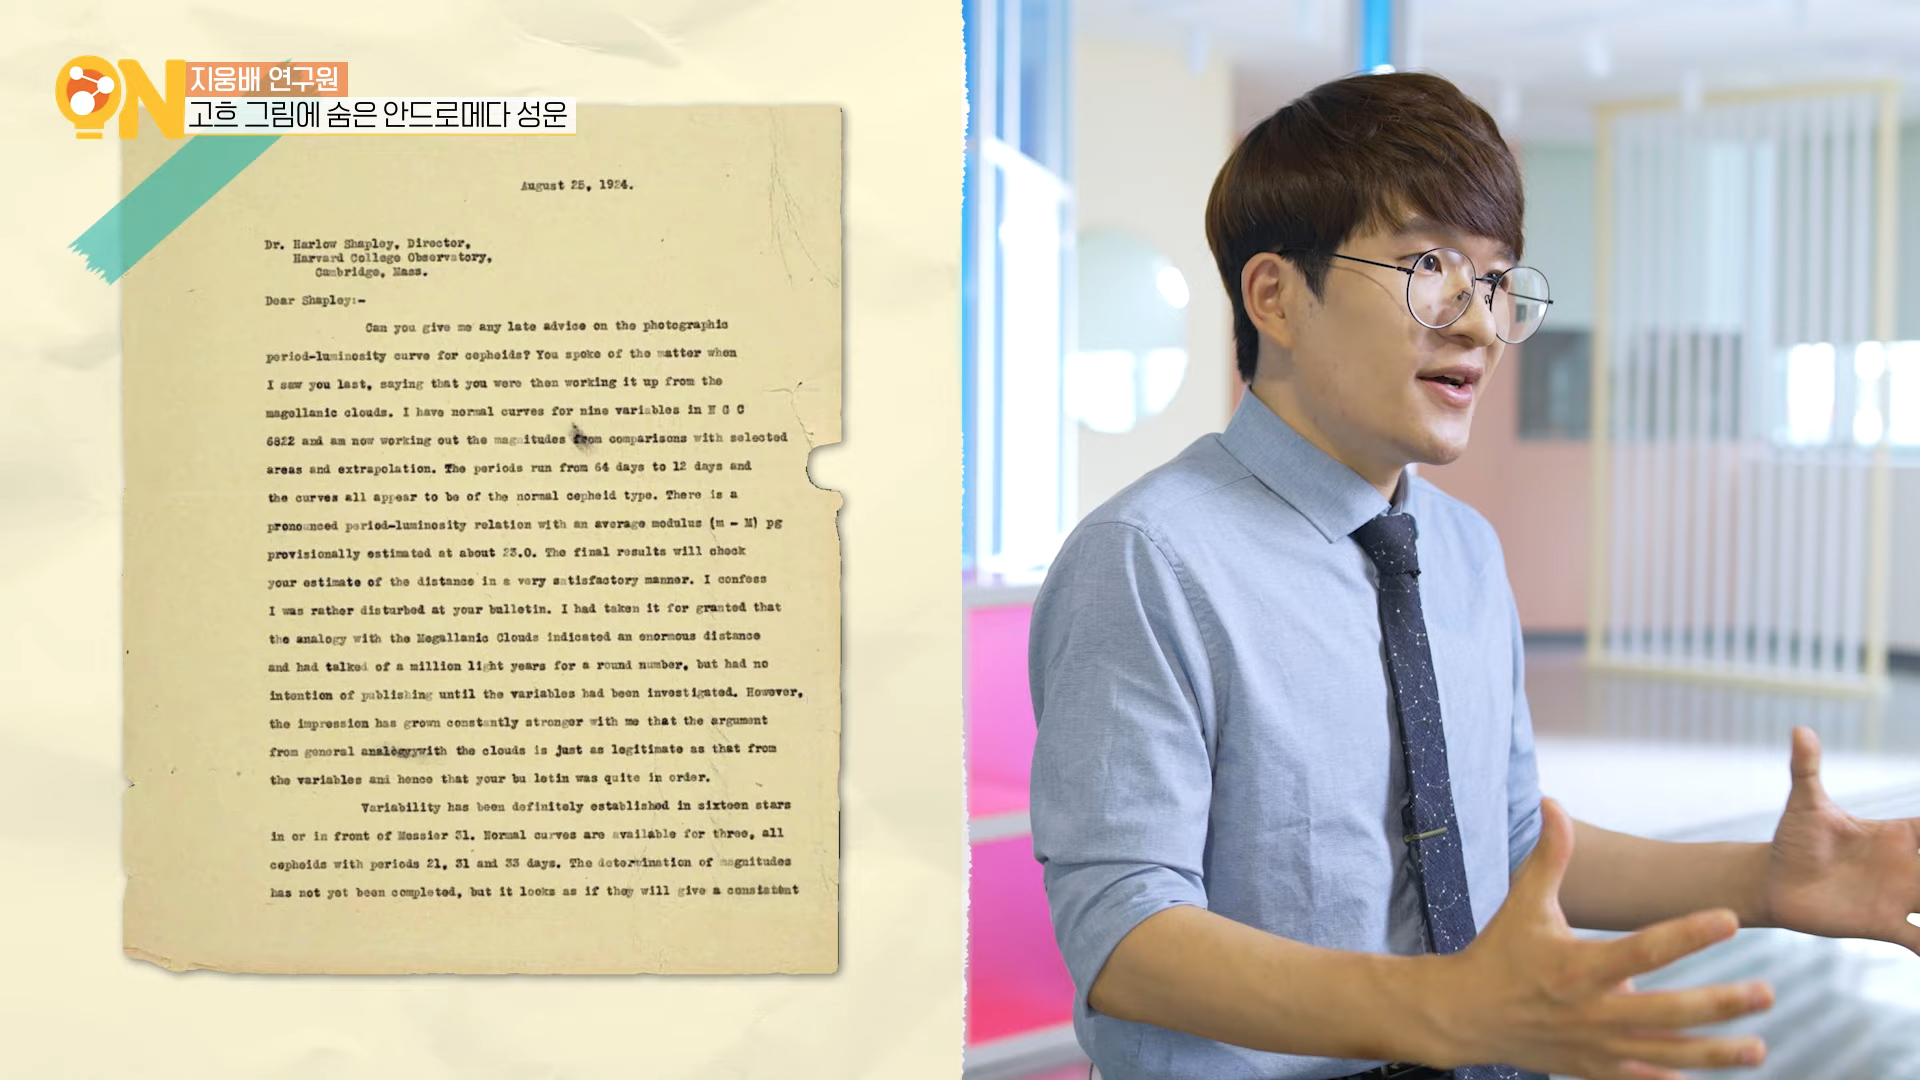 ON
지웅배 연구원
고흐 그림에 숨은 안드로메다 성운
August 25, 1924.
Dr. Harlow Shapley, Director,
Harvard College Observatory,
Cambridge, Mass.
Dear Shapley:-
Can you give me any late advice on the photographic
period-luminosity curve for cepheids? You spoke of the matter when
I saw you last, saying that you were then working it up from the
magellanic clouds. I have normal curves for nine variables in N G C
6822 and am now working out the magnitudes from comparisons with selected
areas and extrapolation. The periods run from 64 days to 12 days and
the curves all appear to be of the normal cepheid type. There is a
pronounced period-luminosity relation with an average modulus (m - M) pg
provisionally estimated at about 23.0. The final results will check
your estimate of the distance in a very satisfactory manner. I confess
I was rather disturbed at your bulletin. I had taken it for granted that
the analogy with the Megallanic Clouds indicated an enormous distance
and had talked of a million light years for a round number, but had no
intention of publishing until the variables had been investigated. However,
the impression has grown constantly stronger with me that the argument
from general analogy with the clouds is just as legitimate as that from
the variables and hence that your bu letin was quite in order.
Variability has been definitely established in sixteen stars
in or in front of Messier 31. Normal curves are available for three, all
cepheids with periods 21, 31 and 33 days. The determination of magnitudes
has not yet been completed, but it looks as if they will give a consistent